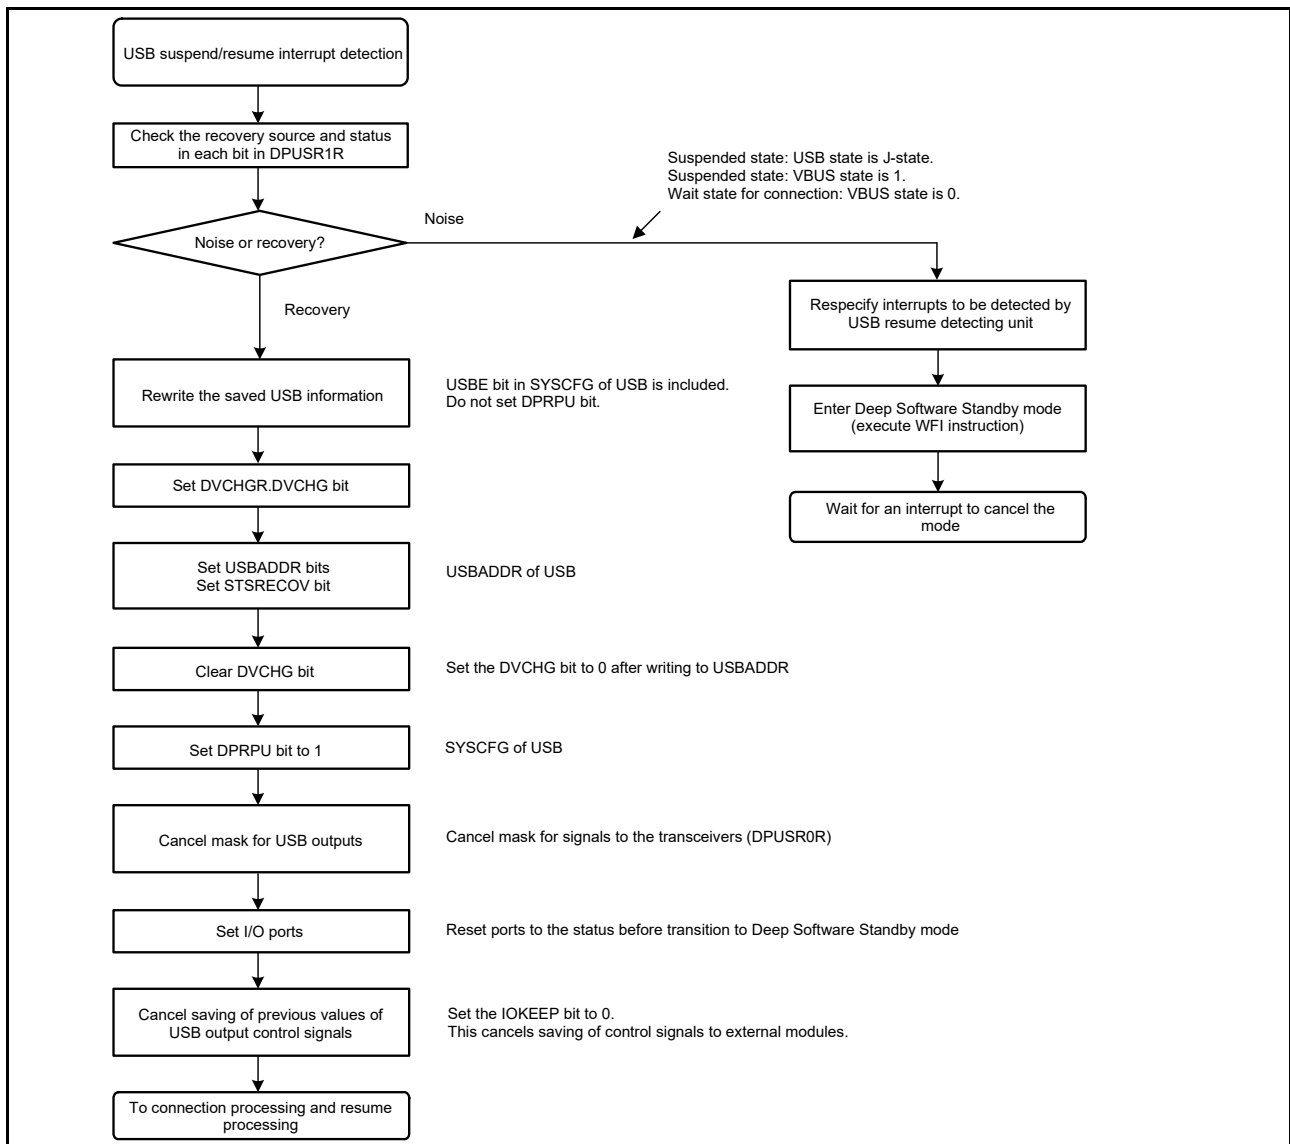 USB suspend/resume interrupt detection
Check the recovery source and status
in each bit in DPUSR1R
Suspended state: USB state is J-state.
Suspended state: VBUS state is 1.
Wait state for connection: VBUS state is 0.
Noise
Noise or recovery?
Recovery
Respecify interrupts to be detected by
USB resume detecting unit
Enter Deep Software Standby mode
(execute WFI instruction)
Wait for an interrupt to cancel the
mode
Rewrite the saved USB information
USBE bit in SYSCFG of USB is included.
Do not set DPRPU bit.
Set DVCHGR.DVCHG bit
Set USBADDR bits
Set STSRECOV bit
USBADDR of USB
Clear DVCHG bit
Set the DVCHG bit to 0 after writing to USBADDR
Set DPRPU bit to 1
SYSCFG of USB
Cancel mask for USB outputs
Cancel mask for signals to the transceivers (DPUSR0R)
Set I/O ports
Reset ports to the status before transition to Deep Software Standby mode
Cancel saving of previous values of
USB output control signals
Set the IOKEEP bit to 0.
This cancels saving of control signals to external modules.
To connection processing and resume
processing